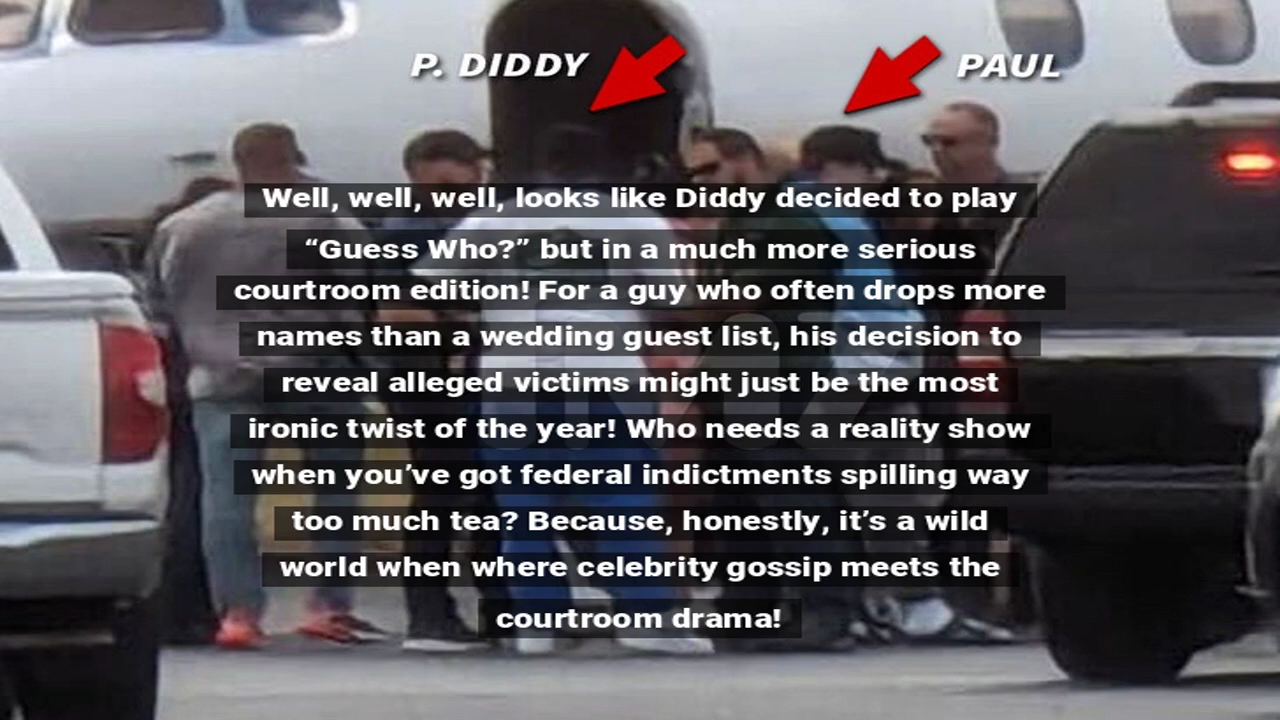 P. DIDDY
PAUL
Well, well, well, looks like Diddy decided to play
“Guess Who?” but in a much more serious
courtroom edition! For a guy who often drops more
names than a wedding guest list, his decision to
reveal alleged victims might just be the most
ironic twist of the year! Who needs a reality show
when you’ve got federal indictments spilling way
too much tea? Because, honestly, it’s a wild
world when where celebrity gossip meets the
courtroom drama!